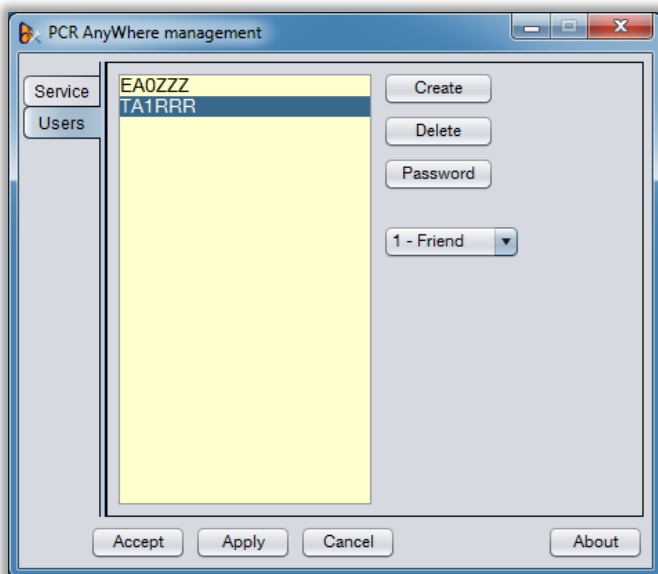 PCR AnyWhere management
Service
Users
EA0ZZZ
TA1RRR
Create
Delete
Password
1 - Friend
Accept
Apply
Cancel
About